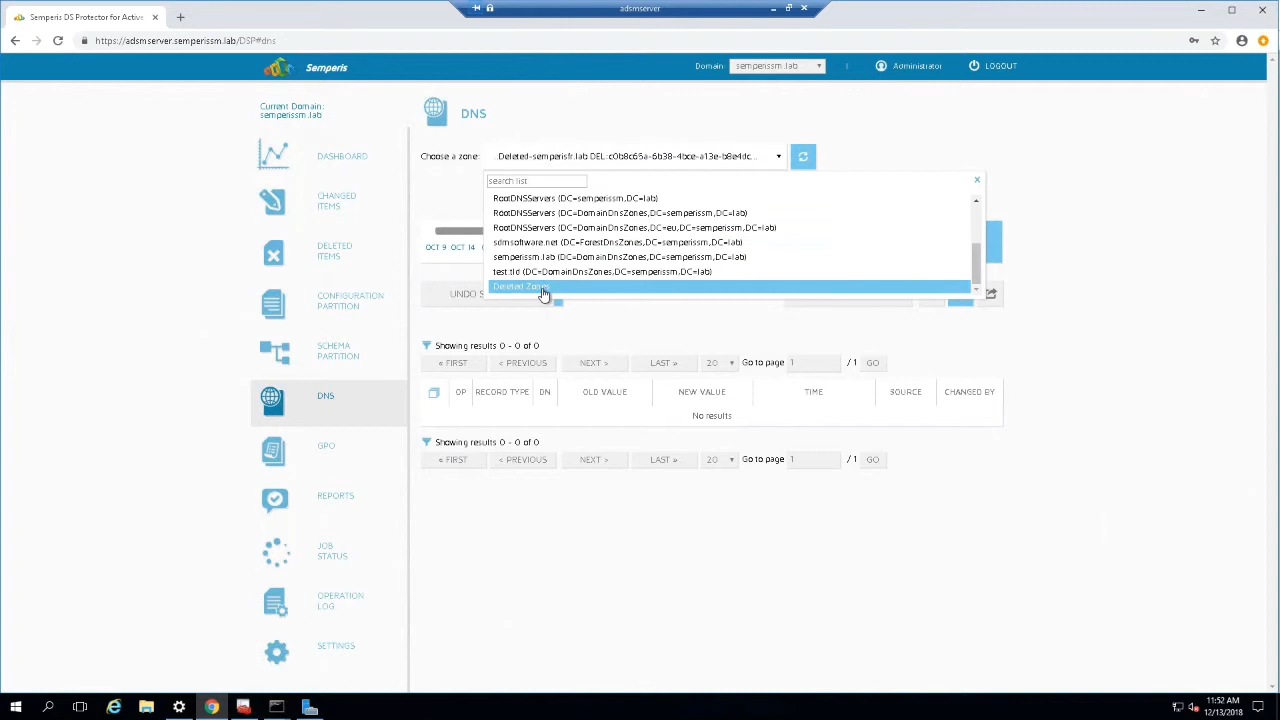 adsmserver
Semperis DS Protector for Active
https://adsmserver.semperissm.lab/DSP#dns
Semperis
Domain: semperissm.lab
Administrator
LOGOUT
Current Domain:
semperissm.lab
DASHBOARD
CHANGED
ITEMS
DELETED
ITEMS
CONFIGURATION
PARTITION
SCHEMA
PARTITION
DNS
GPO
REPORTS
JOB
STATUS
OPERATION
LOG
SETTINGS
DNS
Choose a zone: ..Deleted-semperisfr.lab DEL:c0b8c65a-6b38-4bce-a13e-b8e4dc...
search list
RootDNSServers (DC=semperissm,DC=lab)
RootDNSServers (DC=DomainDnsZones,DC=semperissm,DC=lab)
RootDNSServers (DC=DomainDnsZones,DC=eu,DC=semperissm,DC=lab)
sdmsoftware.net (DC=ForestDnsZones,DC=semperissm,DC=lab)
semperissm.lab (DC=DomainDnsZones,DC=semperissm,DC=lab)
test.tld (DC=DomainDnsZones,DC=semperissm,DC=lab)
Deleted Zones
OCT 9 OCT 14
UNDO S
Showing results 0 - 0 of 0
« FIRST < PREVIOUS NEXT > LAST » 20 Go to page 1 / 1 GO
OP RECORD TYPE DN OLD VALUE NEW VALUE TIME SOURCE CHANGED BY
No results
Showing results 0 - 0 of 0
« FIRST < PREVIOUS NEXT > LAST » 20 Go to page 1 / 1 GO
11:52 AM
12/13/2018